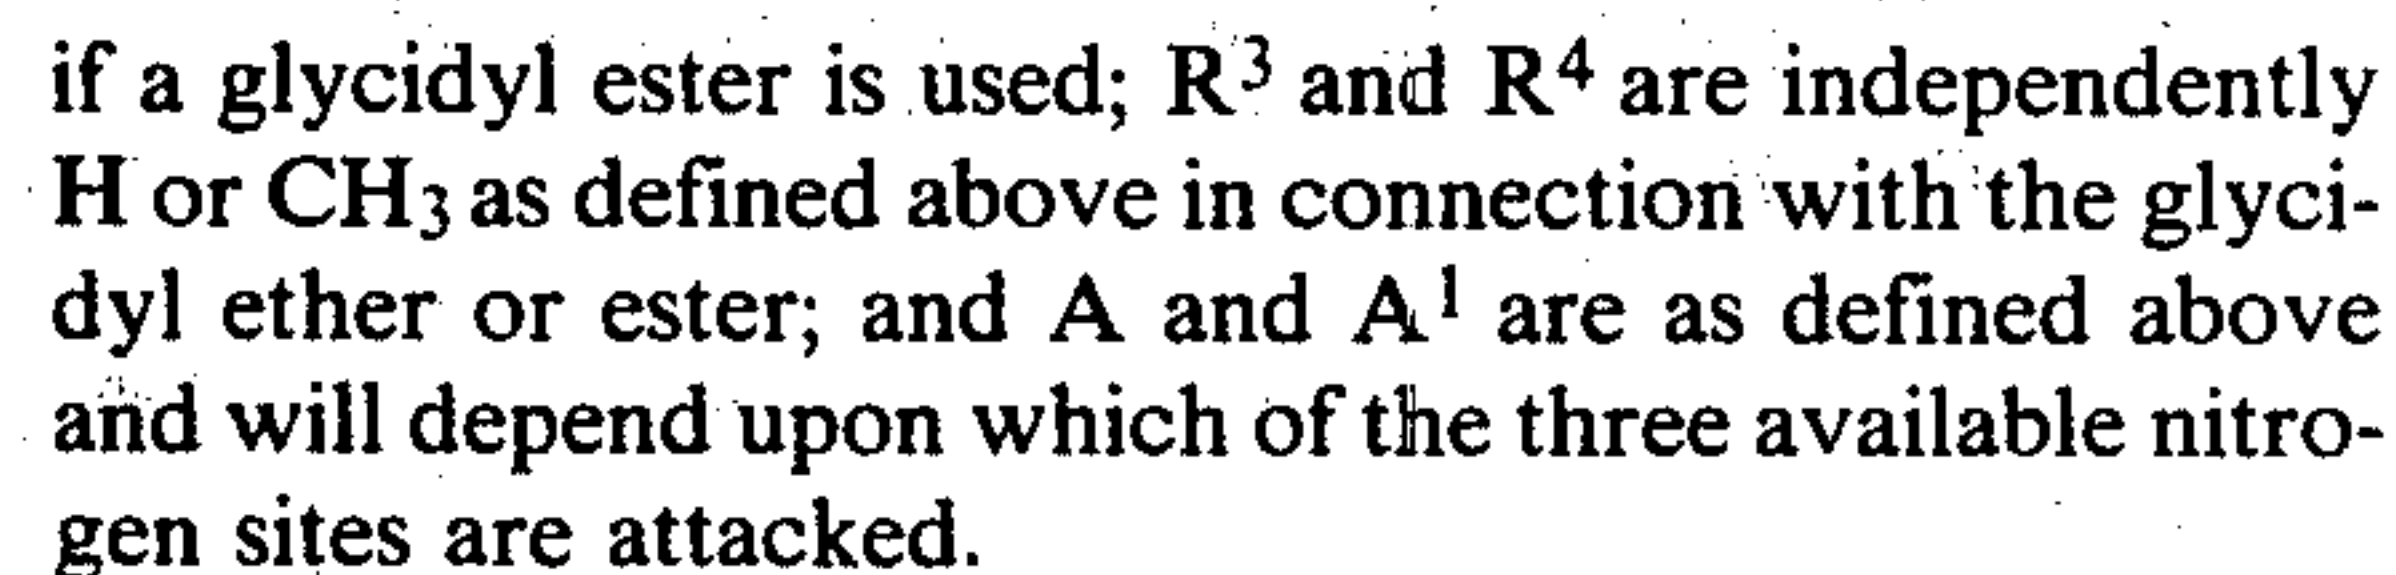 if a glycidyl ester is used; R³ and R⁴ are independently
H or CH₃ as defined above in connection with the glyci-
dyl ether or ester; and A and A¹ are as defined above
and will depend upon which of the three available nitro-
gen sites are attacked.